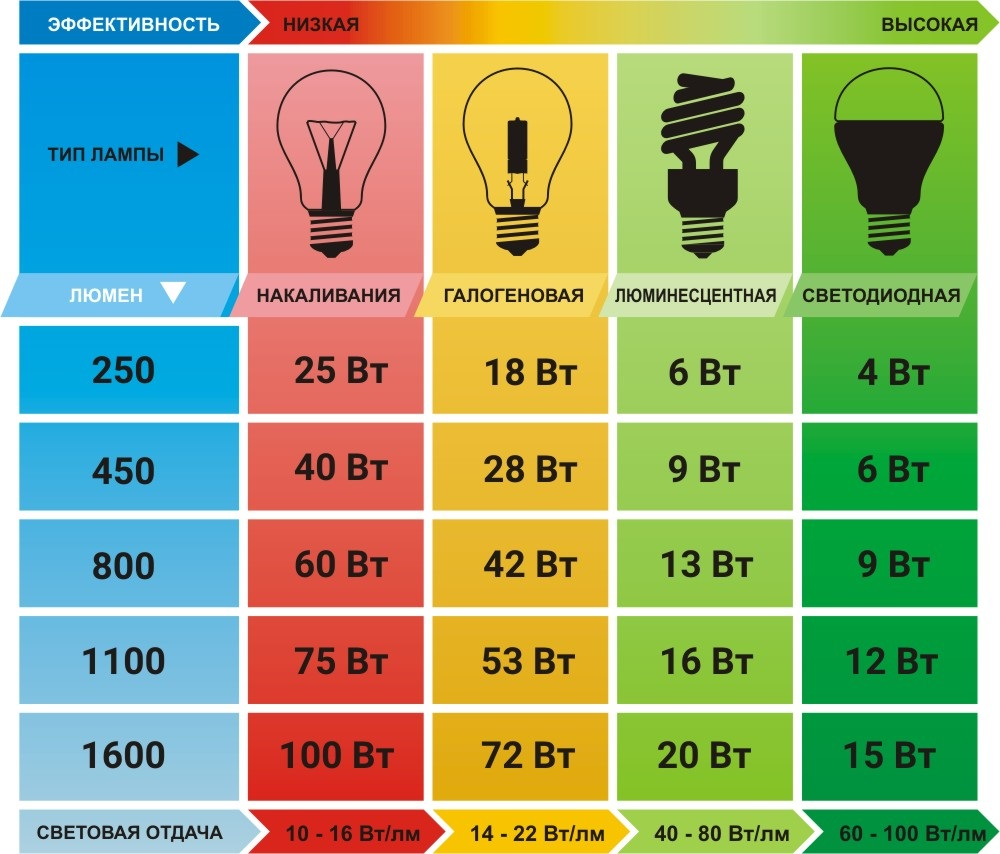 ЭФФЕКТИВНОСТЬ НИЗКАЯ ВЫСОКАЯ
ТИП ЛАМПЫ
ЛЮМЕН НАКАЛИВАНИЯ ГАЛОГЕНОВАЯ ЛЮМИНЕСЦЕНТНАЯ СВЕТОДИОДНАЯ
250 25 Вт 18 Вт 6 Вт 4 Вт
450 40 Вт 28 Вт 9 Вт 6 Вт
800 60 Вт 42 Вт 13 Вт 9 Вт
1100 75 Вт 53 Вт 16 Вт 12 Вт
1600 100 Вт 72 Вт 20 Вт 15 Вт
СВЕТОВАЯ ОТДАЧА 10 - 16 Вт/лм 14 - 22 Вт/лм 40 - 80 Вт/лм 60 - 100 Вт/лм